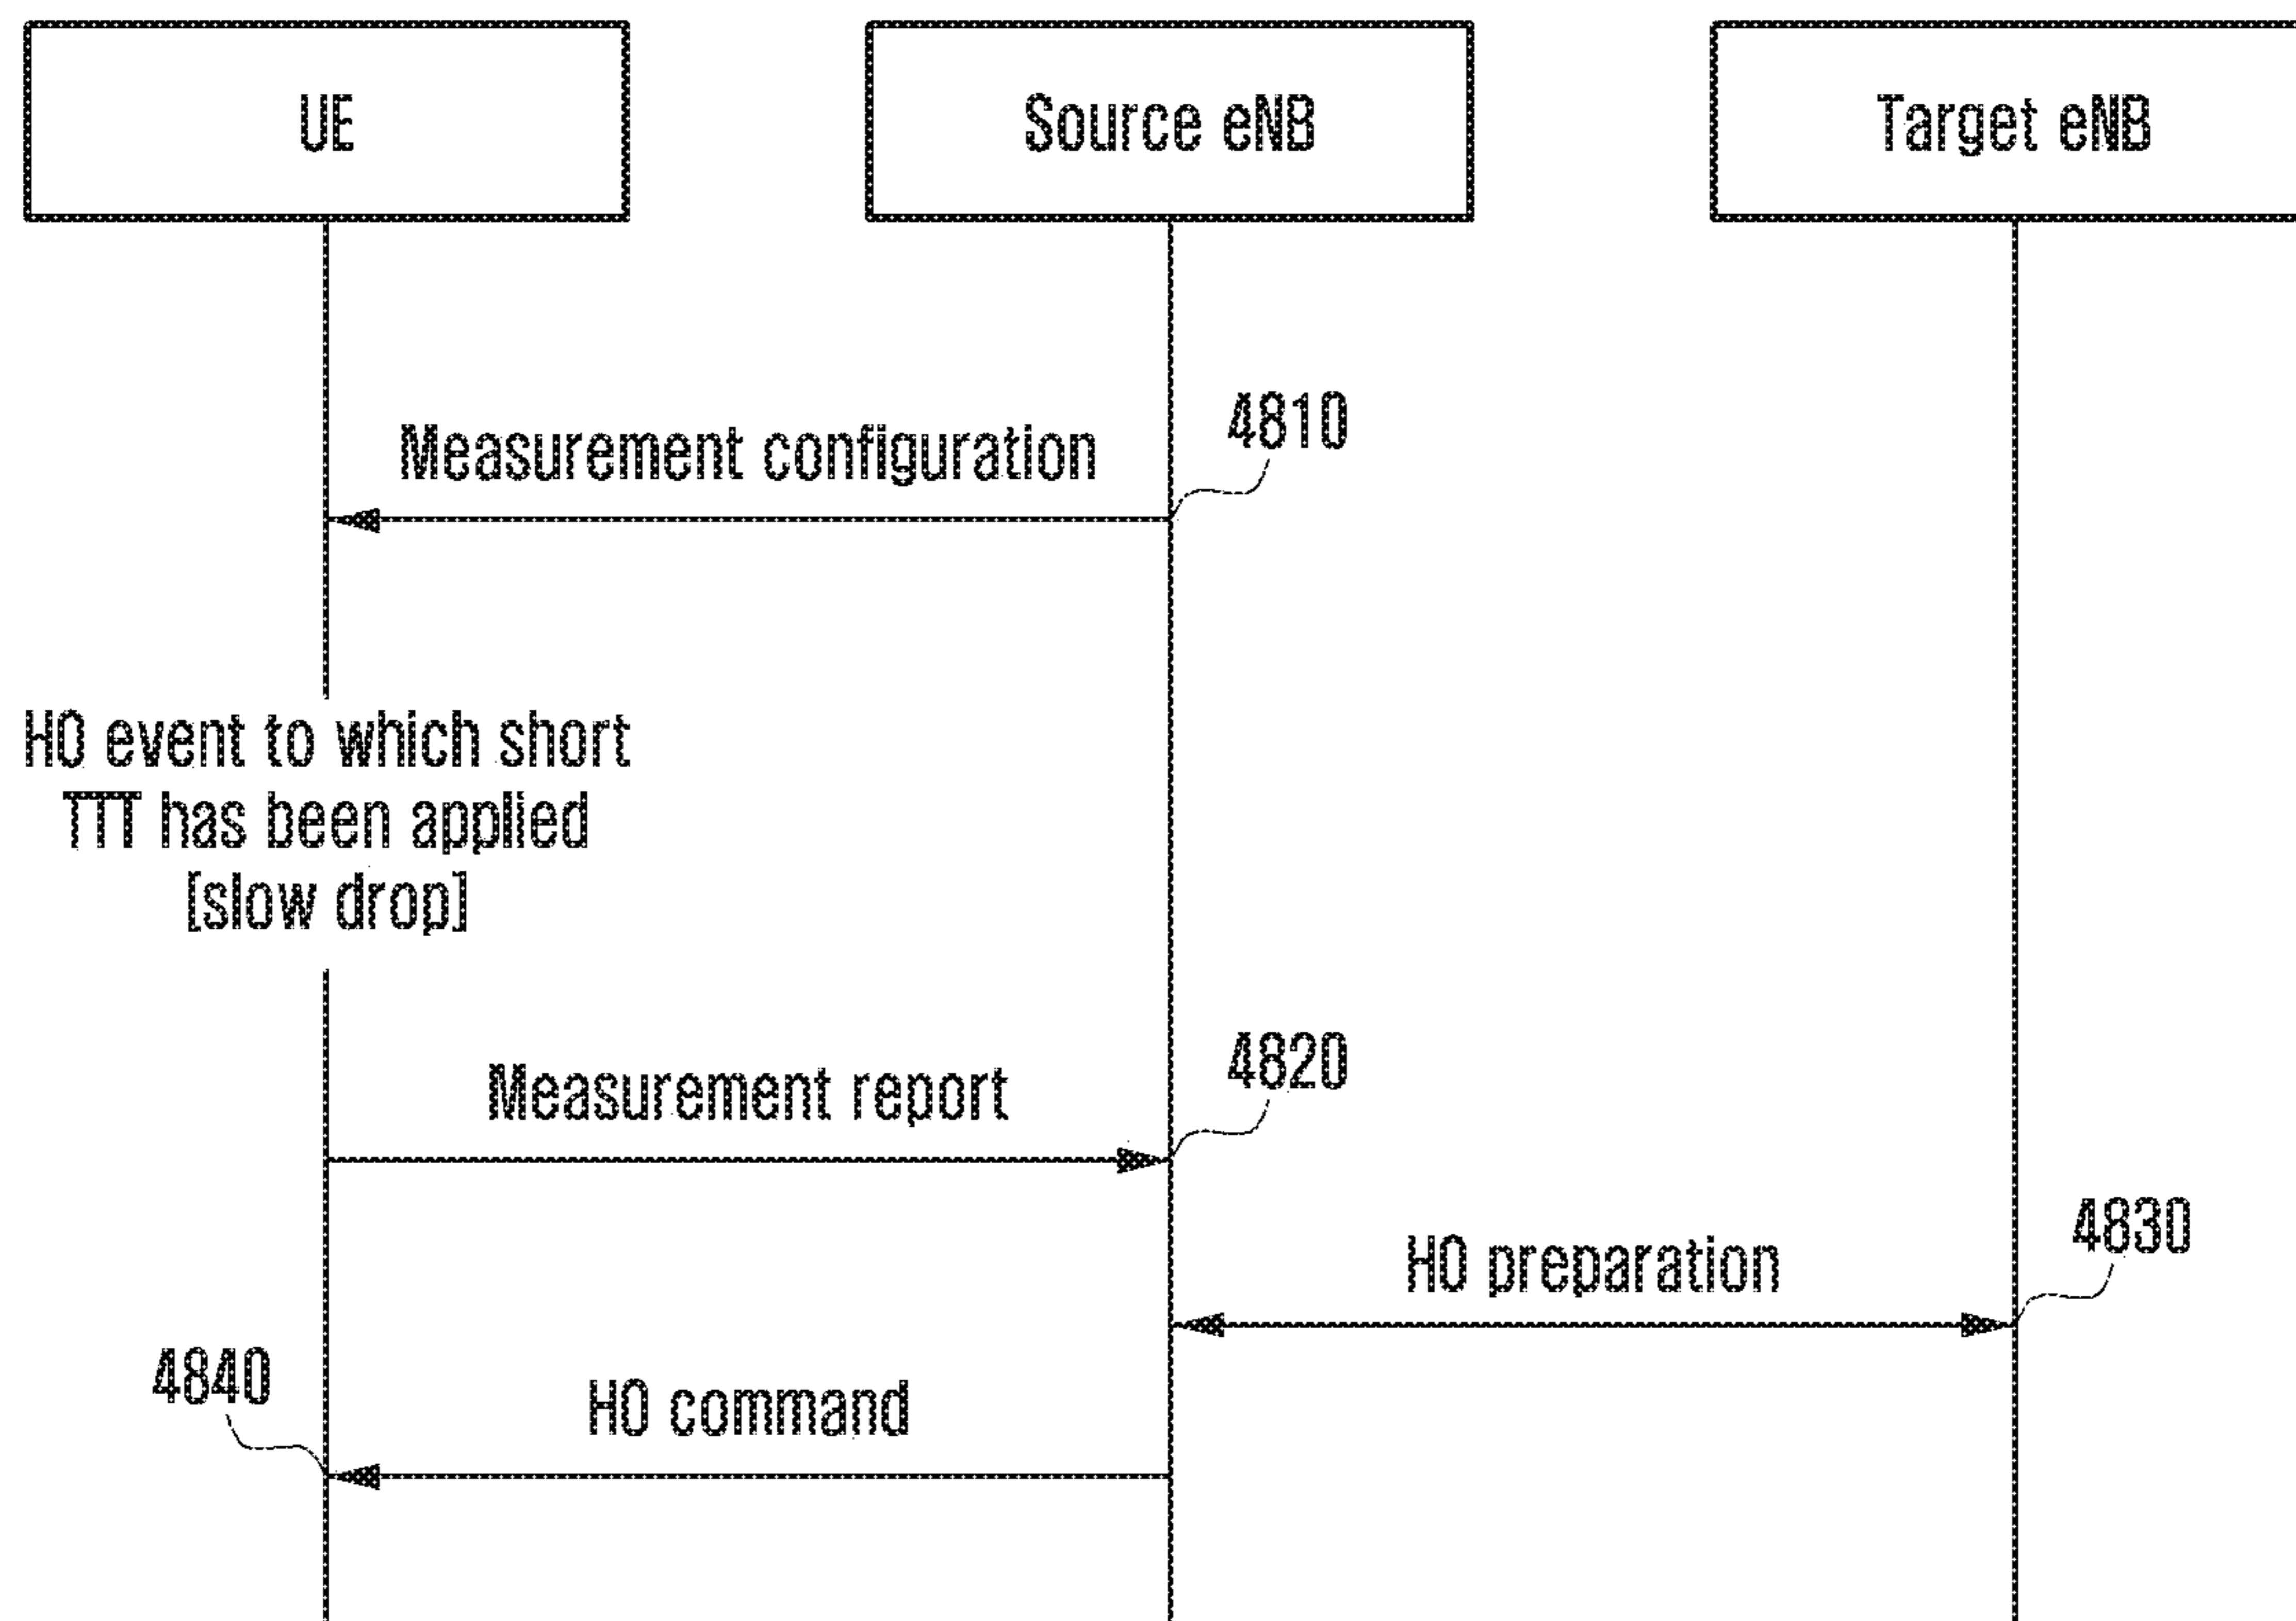 UE
Source eNB
Target eNB
4810
Measurement configuration
HO event to which short
TTT has been applied
[slow drop]
4820
Measurement report
4830
HO preparation
4840
HO command